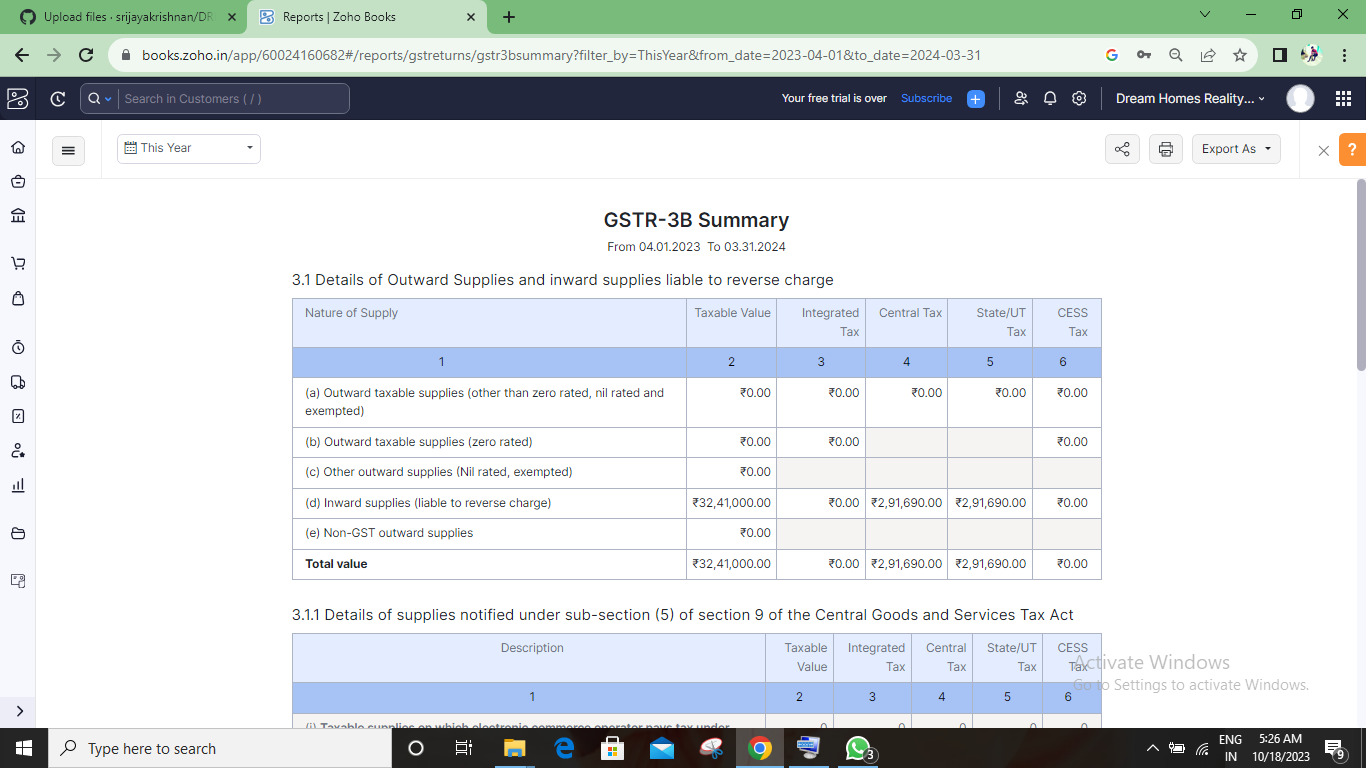 Upload files · srijayakrishnan/DR
Reports | Zoho Books
books.zoho.in/app/60024160682#/reports/gstreturns/gstr3bsummary?filter_by=ThisYear&from_date=2023-04-01&to_date=2024-03-31
Search in Customers ( / )
Your free trial is over Subscribe
Dream Homes Reality...
This Year
Export As
?
GSTR-3B Summary
From 04.01.2023 To 03.31.2024
3.1 Details of Outward Supplies and inward supplies liable to reverse charge
Nature of Supply Taxable Value Integrated Tax Central Tax State/UT Tax CESS Tax
1 2 3 4 5 6
(a) Outward taxable supplies (other than zero rated, nil rated and exempted) ₹0.00 ₹0.00 ₹0.00 ₹0.00 ₹0.00
(b) Outward taxable supplies (zero rated) ₹0.00 ₹0.00 ₹0.00
(c) Other outward supplies (Nil rated, exempted) ₹0.00
(d) Inward supplies (liable to reverse charge) ₹32,41,000.00 ₹0.00 ₹2,91,690.00 ₹2,91,690.00 ₹0.00
(e) Non-GST outward supplies ₹0.00
Total value ₹32,41,000.00 ₹0.00 ₹2,91,690.00 ₹2,91,690.00 ₹0.00
3.1.1 Details of supplies notified under sub-section (5) of section 9 of the Central Goods and Services Tax Act
Description Taxable Value Integrated Tax Central Tax State/UT Tax CESS Tax
1 2 3 4 5 6
(i) Taxable supplies on which electronic commerce operator pays tax under 0 0 0 0 0
Activate Windows
Go to Settings to activate Windows.
Type here to search
3
ENG
IN
5:26 AM
10/18/2023
9